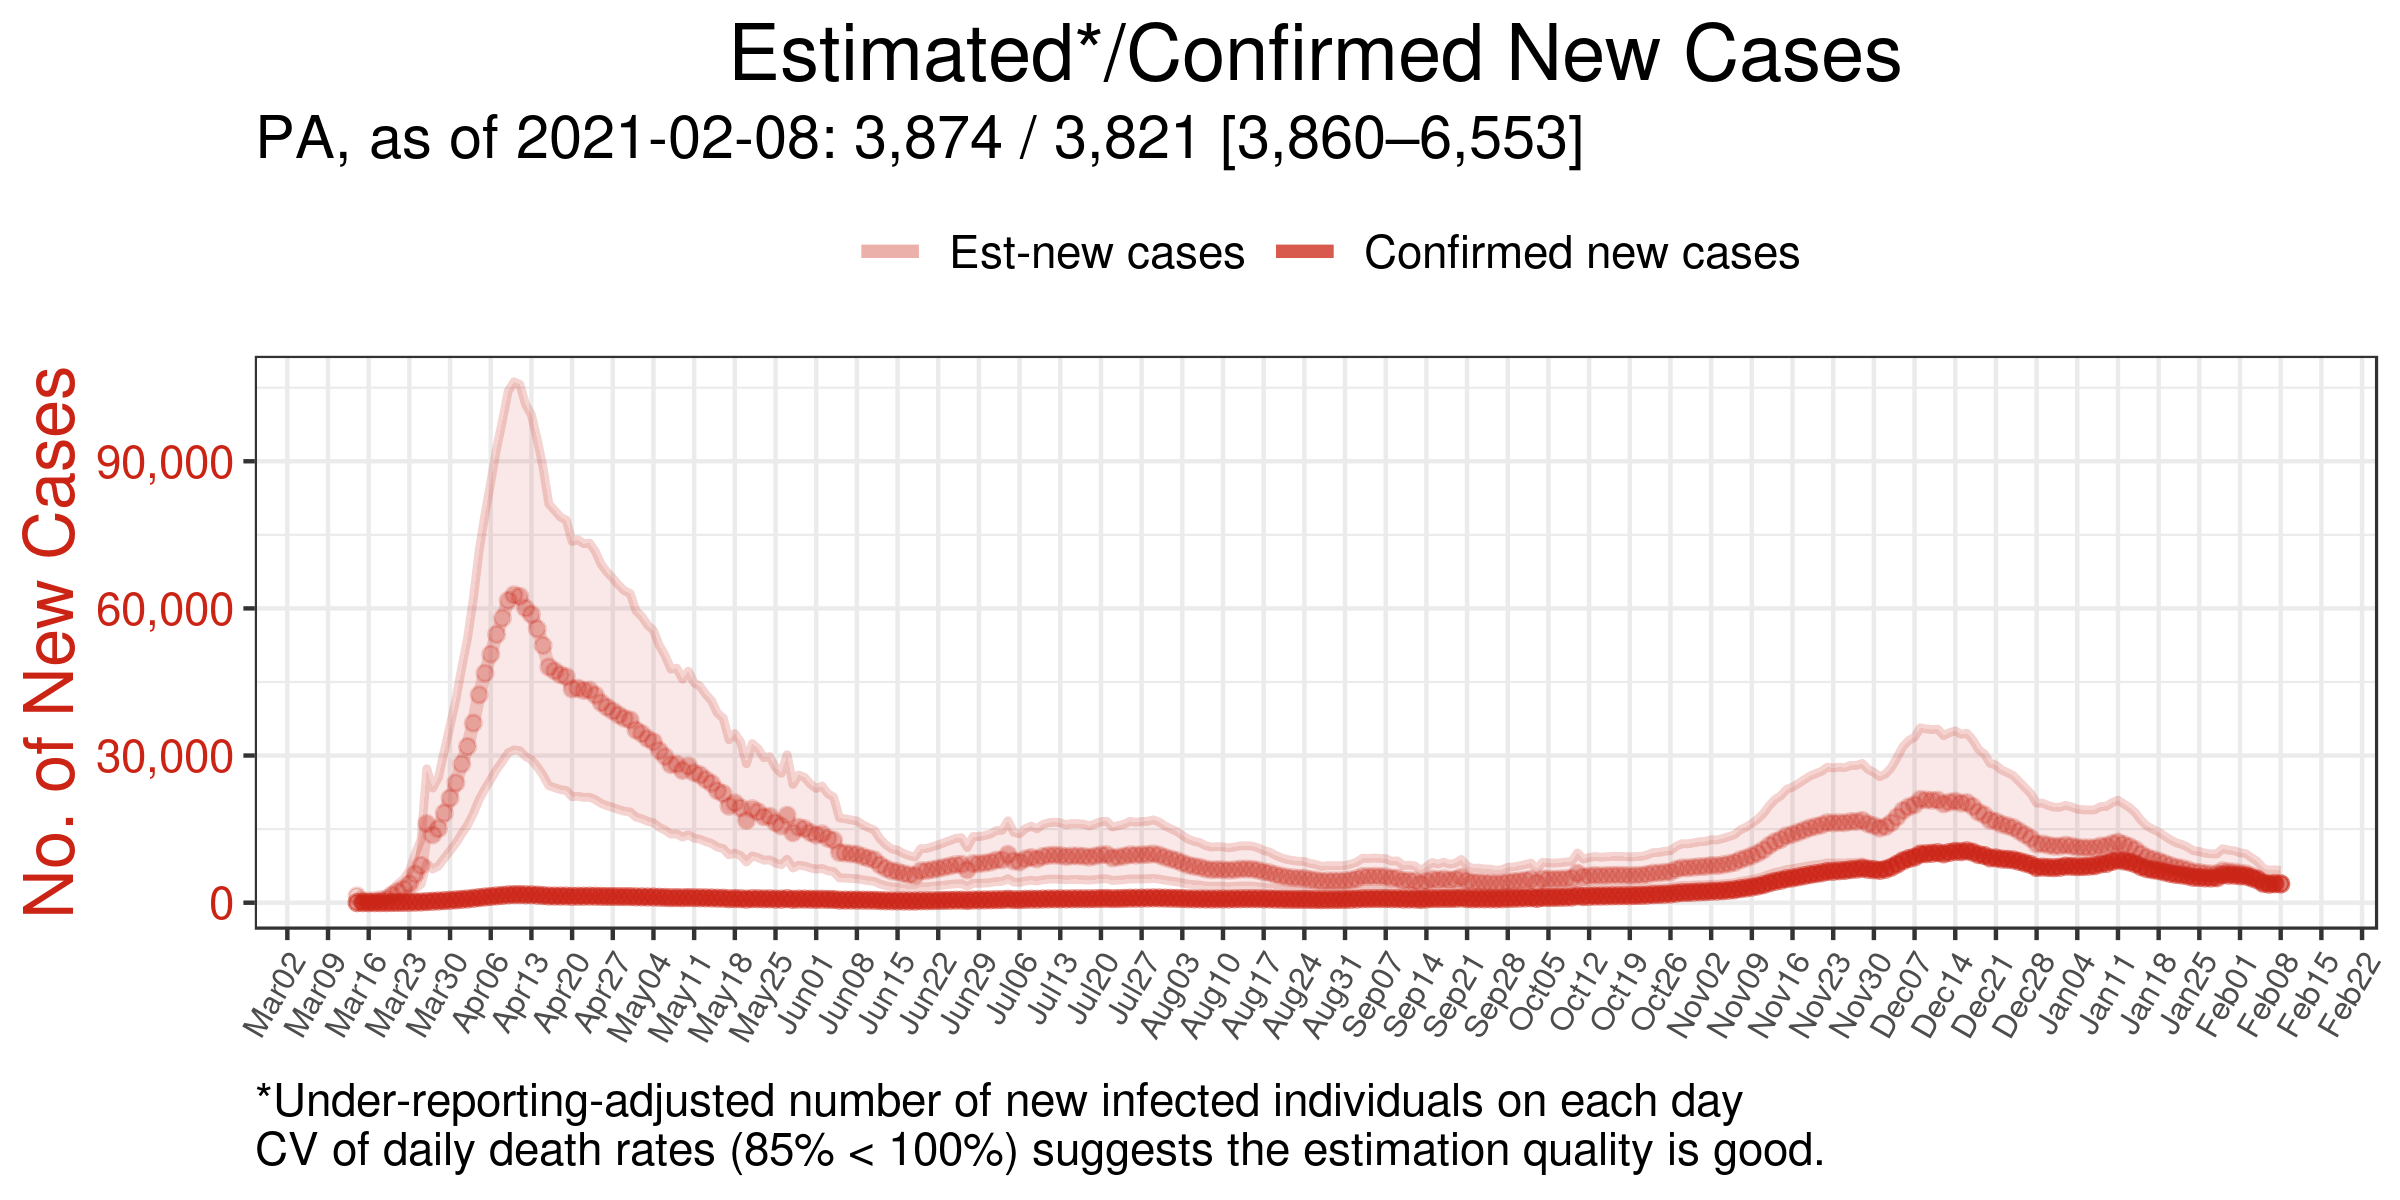 Estimated*/Confirmed New Cases
PA, as of 2021-02-08: 3,874 / 3,821 [3,860–6,553]
Est-new cases
Confirmed new cases
No. of New Cases
90,000
60,000
30,000
0
Mar02
Mar09
Mar16
Mar23
Mar30
Apr06
Apr13
Apr20
Apr27
May04
May11
May18
May25
Jun01
Jun08
Jun15
Jun22
Jun29
Jul06
Jul13
Jul20
Jul27
Aug03
Aug10
Aug17
Aug24
Aug31
Sep07
Sep14
Sep21
Sep28
Oct05
Oct12
Oct19
Oct26
Nov02
Nov09
Nov16
Nov23
Nov30
Dec07
Dec14
Dec21
Dec28
Jan04
Jan11
Jan18
Jan25
Feb01
Feb08
Feb15
Feb22
*Under-reporting-adjusted number of new infected individuals on each day
CV of daily death rates (85% < 100%) suggests the estimation quality is good.